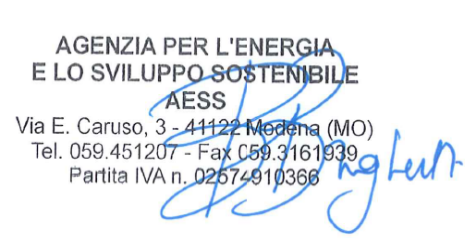 AGENZIA PER L'ENERGIA
E LO SVILUPPO SOSTENIBILE
AESS
Via E. Caruso, 3 - 41122 Modena (MO)
Tel. 059.451207 - Fax 059.3161939
Partita IVA n. 02574910366